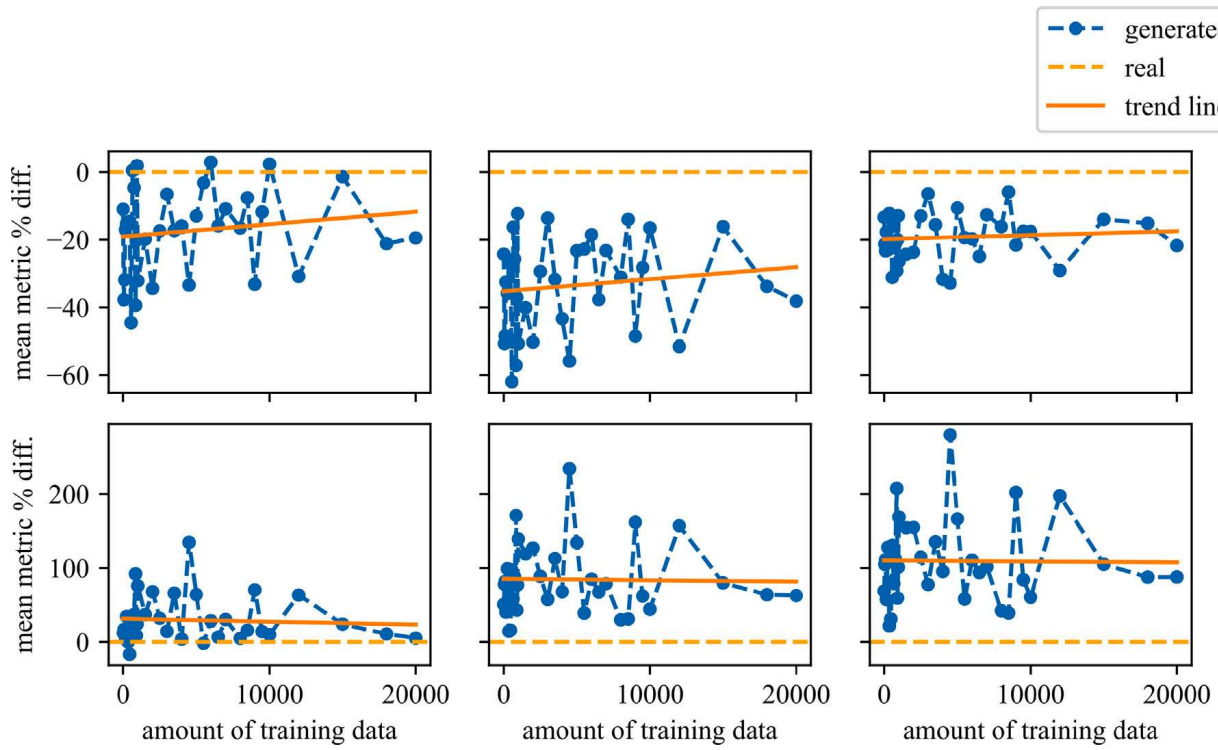 generate
real
trend line
mean metric % diff.
0
−20
−40
−60
mean metric % diff.
200
100
0
0 10000 20000
0 10000 20000
0 10000 20000
amount of training data
amount of training data
amount of training data